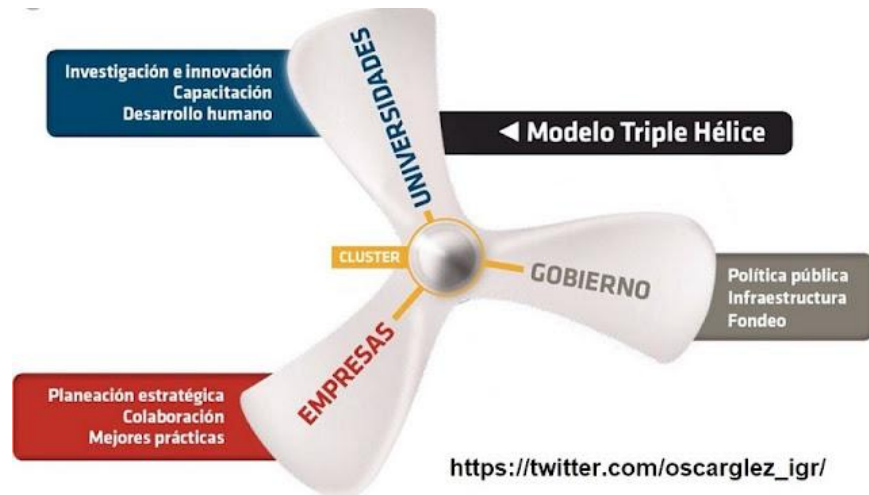 UNIVERSIDADES
Investigación e innovación
Capacitación
Desarrollo humano
◄ Modelo Triple Hélice
CLUSTER
GOBIERNO
Política pública
Infraestructura
Fondeo
EMPRESAS
Planeación estratégica
Colaboración
Mejores prácticas
https://twitter.com/oscarglez_igr/